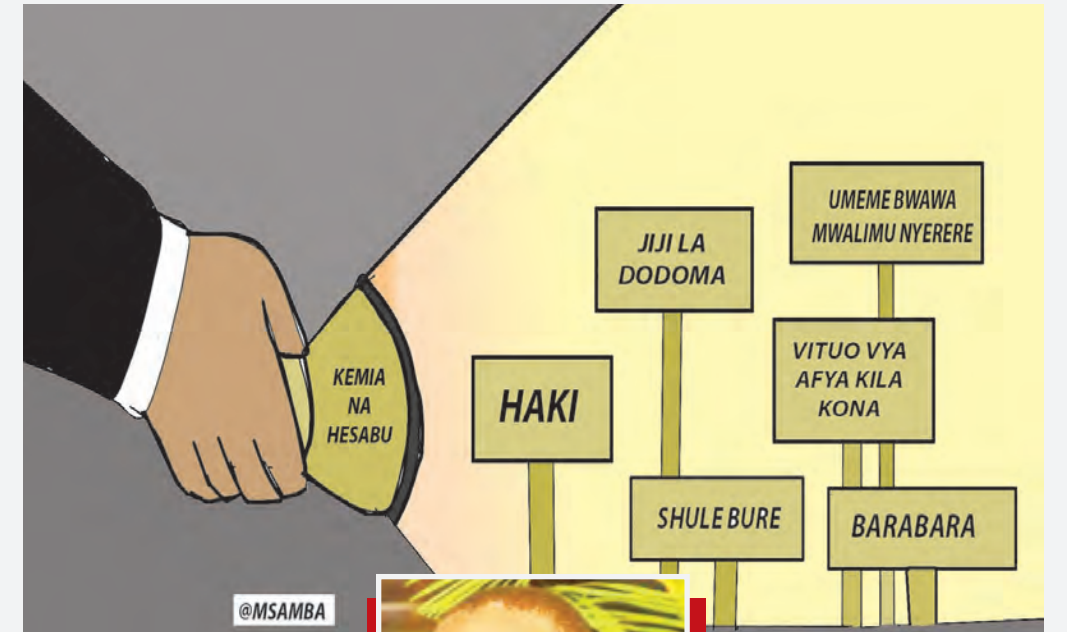 KEMIA
NA
HESABU
HAKI
JIJI LA
DODOMA
UMEME BWAWA
MWALIMU NYERERE
VITUO VYA
AFYA KILA
KONA
SHULE BURE
BARABARA
@MSAMBA